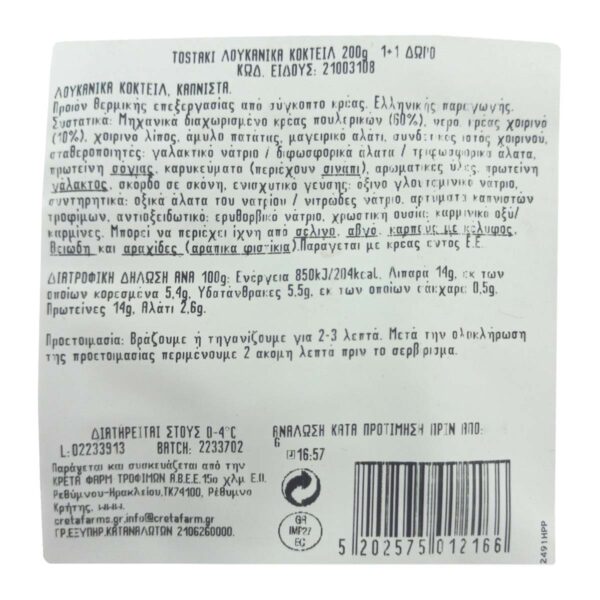 TOSTAKI ΛΟΥΚΑΝΙΚΑ ΚΟΚΤΕΙΛ 200g 1+1 ΔΩΡΟ
ΚΩΔ. ΕΙΔΟΥΣ: 21003108
ΛΟΥΚΑΝΙΚΑ ΚΟΚΤΕΙΛ, ΚΑΠΝΙΣΤΑ.
Προϊόν θερμικής επεξεργασίας από σύγκοπτο κρέας. Ελληνικής παραγωγής.
Συστατικά: Μηχανικά διαχωρισμένο κρέας πουλερικών (60%), νερό, κρέας χοιρινό
(10%), χοιρινό λίπος, άμυλο πατάτας, μαγειρικό αλάτι, συνδετικός ιστός χοιρινού,
σταθεροποιητές: γαλακτικό νάτριο / διφωσφορικά άλατα / τριφωσφορικά άλατα,
πρωτεΐνη σόγιας, καρυκεύματα (περιέχουν σινάπι), αρωματικές ύλες, πρωτεΐνη
γάλακτος, σκόρδο σε σκόνη, ενισχυτικό γεύσης: όξινο γλουταμινικό νάτριο,
συντηρητικά: οξικά άλατα του νατρίου / νιτρώδες νάτριο, αρτύματα καπνιστών
τροφίμων, αντιοξειδωτικό: ερυθορβικό νάτριο, χρωστική ουσία: καρμινικό οξύ/
καρμίνες. Μπορεί να περιέχει ίχνη από σέλινο, αβγό, καρπούς με κέλυφος,
θειώδη και αραχίδες (αράπικα φιστίκια).Παράγεται με κρέας εντός Ε.Ε.
ΔΙΑΤΡΟΦΙΚΗ ΔΗΛΩΣΗ ΑΝΑ 100g: Ενέργεια 850kJ/204kcal, Λιπαρά 14g, εκ των
οποίων κορεσμένα 5,4g, Υδατάνθρακες 5,5g, εκ των οποίων σάκχαρα 0,5g,
Πρωτεΐνες 14g, Αλάτι 2,6g.
Προετοιμασία: Βράζουμε ή τηγανίζουμε για 2-3 λεπτά. Μετά την ολοκλήρωση
της προετοιμασίας περιμένουμε 2 ακόμη λεπτά πριν το σερβίρισμα.
ΔΙΑΤΗΡΕΙΤΑΙ ΣΤΟΥΣ 0-4°C
L:02233913 BATCH: 2233702
Παράγεται και συσκευάζεται από την
ΚΡΕΤΑ ΦΑΡΜ ΤΡΟΦΙΜΩΝ Α.Β.Ε.Ε.15ο χλμ. Ε.Ο.
Ρεθύμνου-Ηρακλείου,ΤΚ74100, Ρέθυμνο
Κρήτης, www.
cretafarms.gr,info@cretafarm.gr
ΓΡ.ΕΞΥΠΗΡ.ΚΑΤΑΝΑΛΩΤΩΝ 2106260000.
ΑΝΑΛΩΣΗ ΚΑΤΑ ΠΡΟΤΙΜΗΣΗ ΠΡΙΝ ΑΠΟ:
6
16:57
GR
IMP27
EC
5 202575 012166
2491HPP